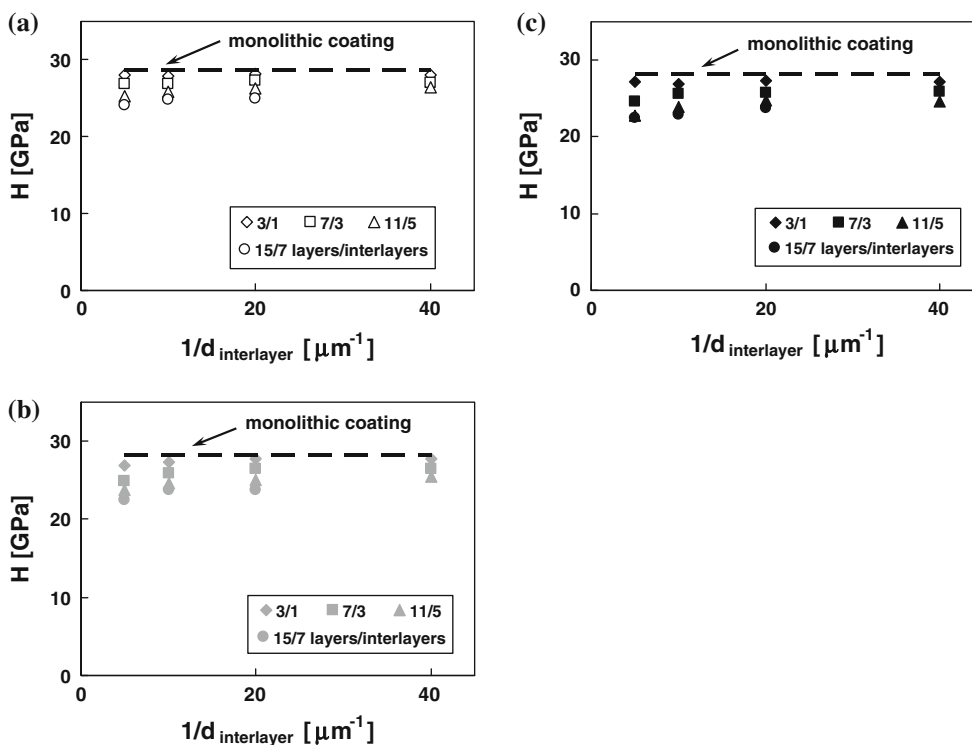 (a)
monolithic coating
30
20
10
0
H [GPa]
3/1 7/3 11/5
15/7 layers/interlayers
0 20 40
1/d interlayer [μm-1]
(c)
monolithic coating
30
20
10
0
H [GPa]
3/1 7/3 11/5
15/7 layers/interlayers
0 20 40
1/d interlayer [μm-1]
(b)
monolithic coating
30
20
10
0
H [GPa]
3/1 7/3 11/5
15/7 layers/interlayers
0 20 40
1/d interlayer [μm-1]